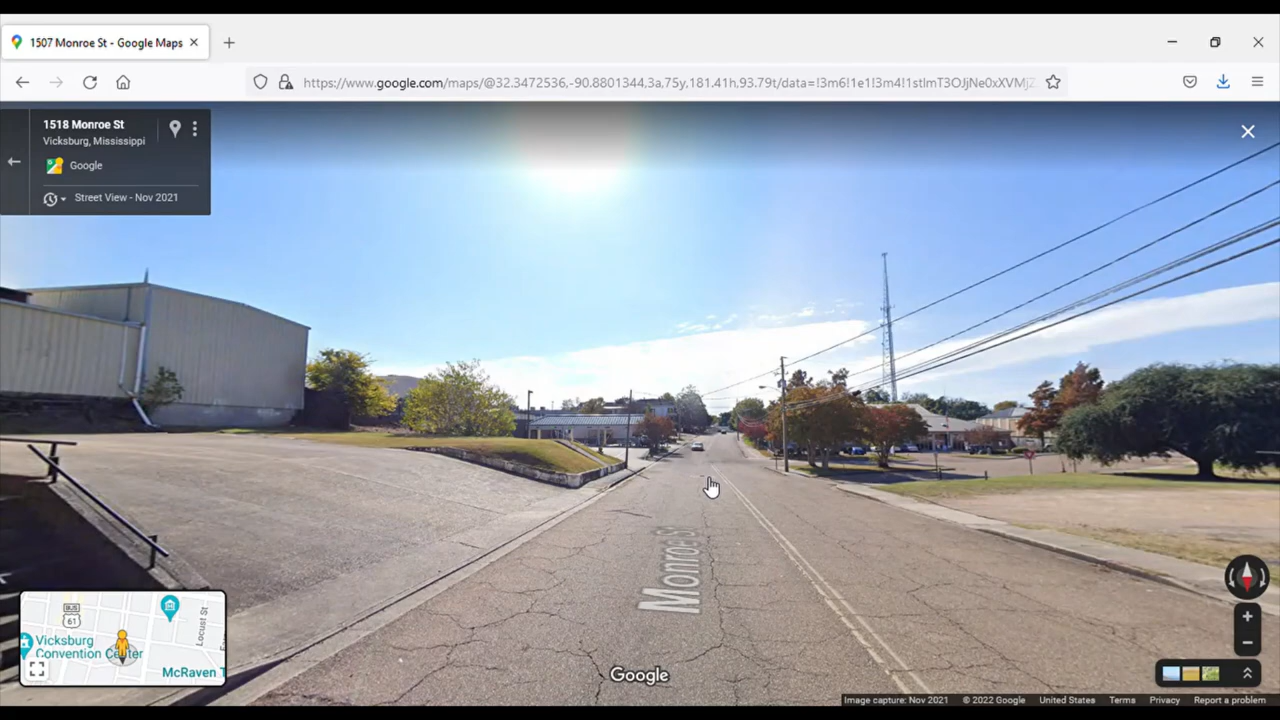 1507 Monroe St - Google Maps
https://www.google.com/maps/@32.3472536,-90.8801344,3a,75y,181.41h,93.79t/data=!3m6!1e1!3m4!1stImT3OJjNe0xXVMjZ
1518 Monroe St
Vicksburg, Mississippi
Google
Street View - Nov 2021
Monroe St
BUS
61
Locust St
Vicksburg
Convention Center
McRaven T
Google
Image capture: Nov 2021 © 2022 Google United States Terms Privacy Report a problem